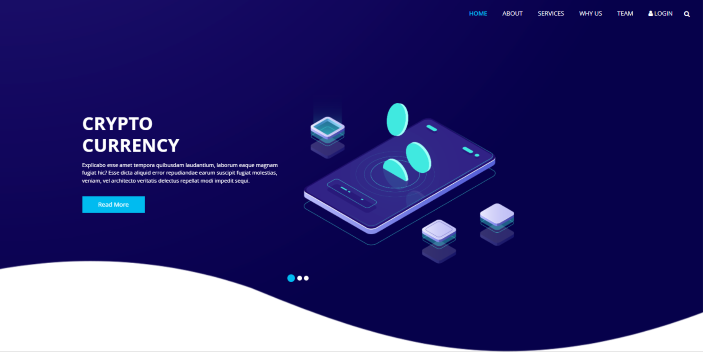 HOME ABOUT SERVICES WHY US TEAM LOGIN
CRYPTO
CURRENCY
Explicabo esse amet tempora quibusdam laudantium, laborum eaque magnam
fugiat hic? Esse dicta aliquid error repudiandae earum suscipit fugiat molestias,
veniam, vel architecto veritatis delectus repellat modi impedit sequi.
Read More